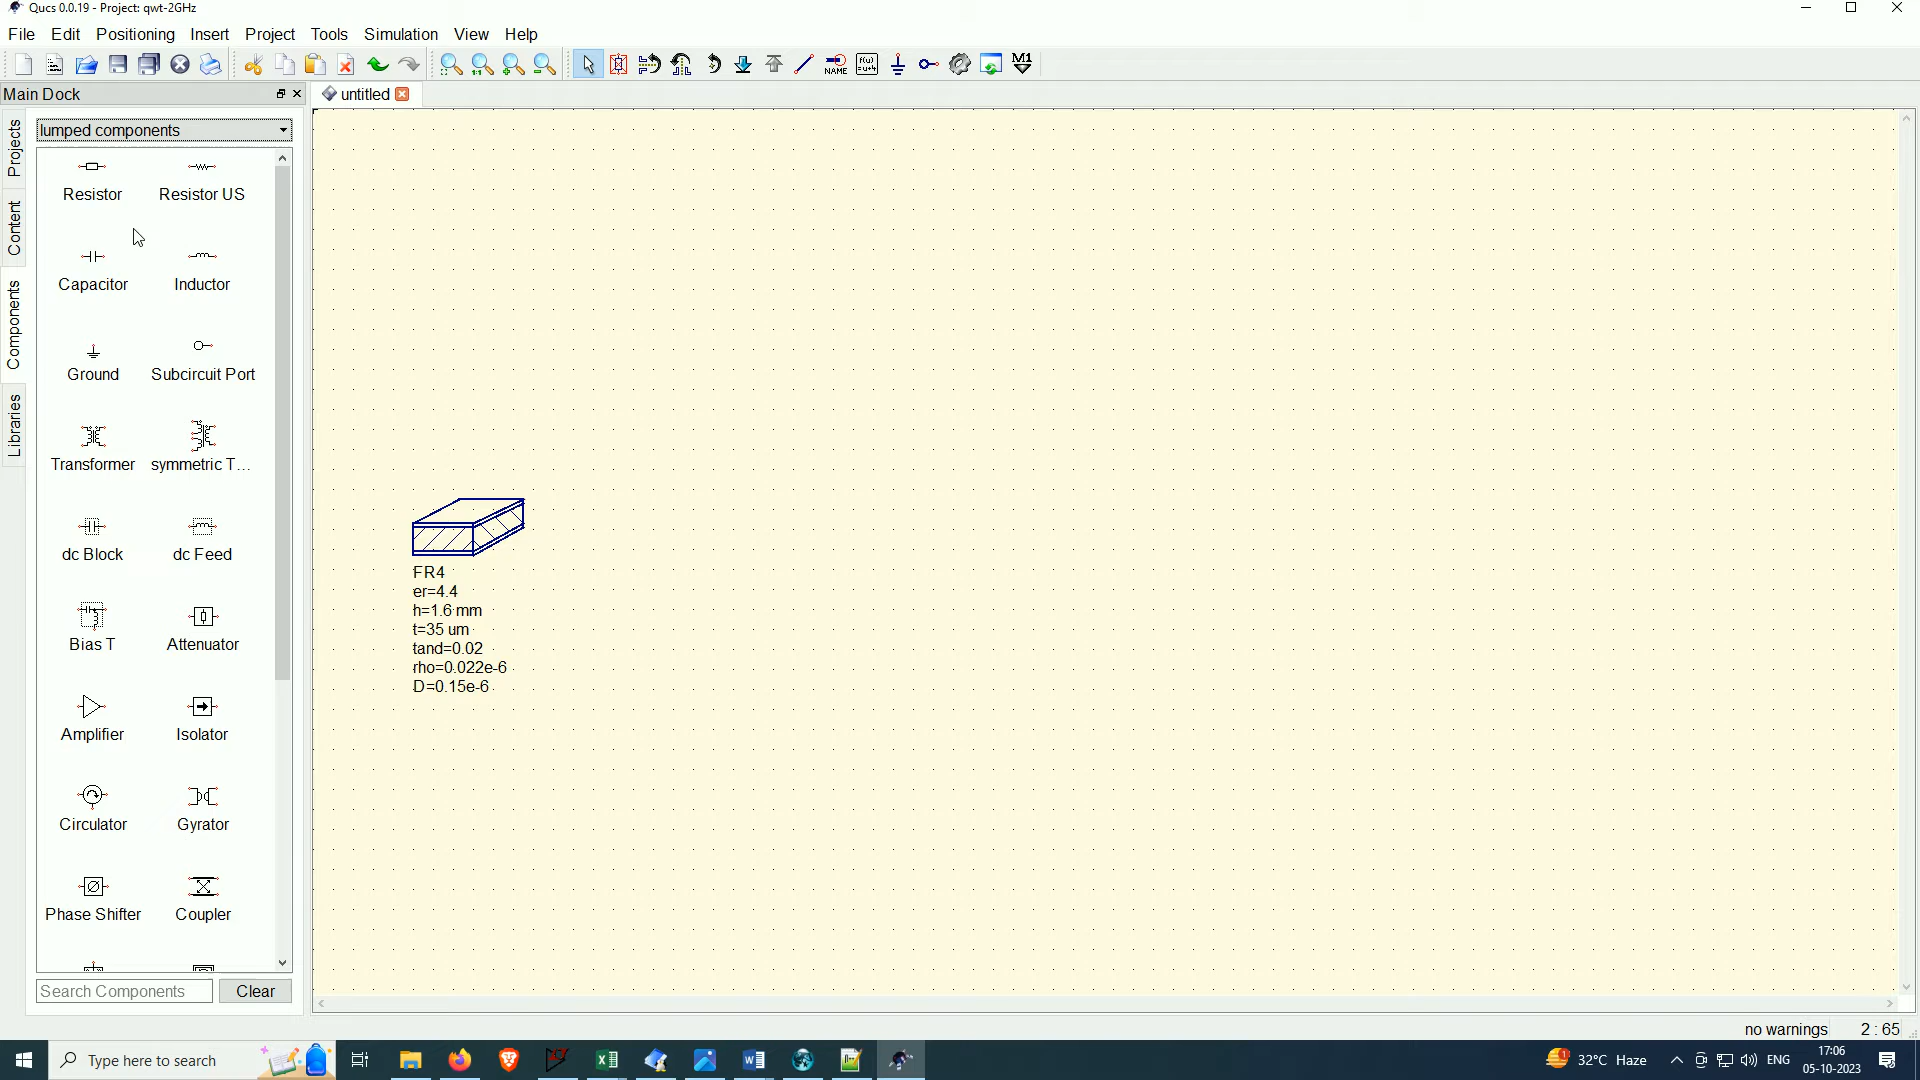 Qucs 0.0.19 - Project: qwt-2GHz
File Edit Positioning Insert Project Tools Simulation View Help
NAME
M1
Main Dock
untitled
Projects
Content
Components
Libraries
lumped components
Resistor Resistor US
Capacitor Inductor
Ground Subcircuit Port
Transformer symmetric T...
dc Block dc Feed
Bias T Attenuator
Amplifier Isolator
Circulator Gyrator
Phase Shifter Coupler
Search Components Clear
FR4
er=4.4
h=1.6 mm
t=35 um
tand=0.02
rho=0.022e-6
D=0.15e-6
no warnings 2 : 65
Type here to search
32°C Haze
ENG
17:06
05-10-2023